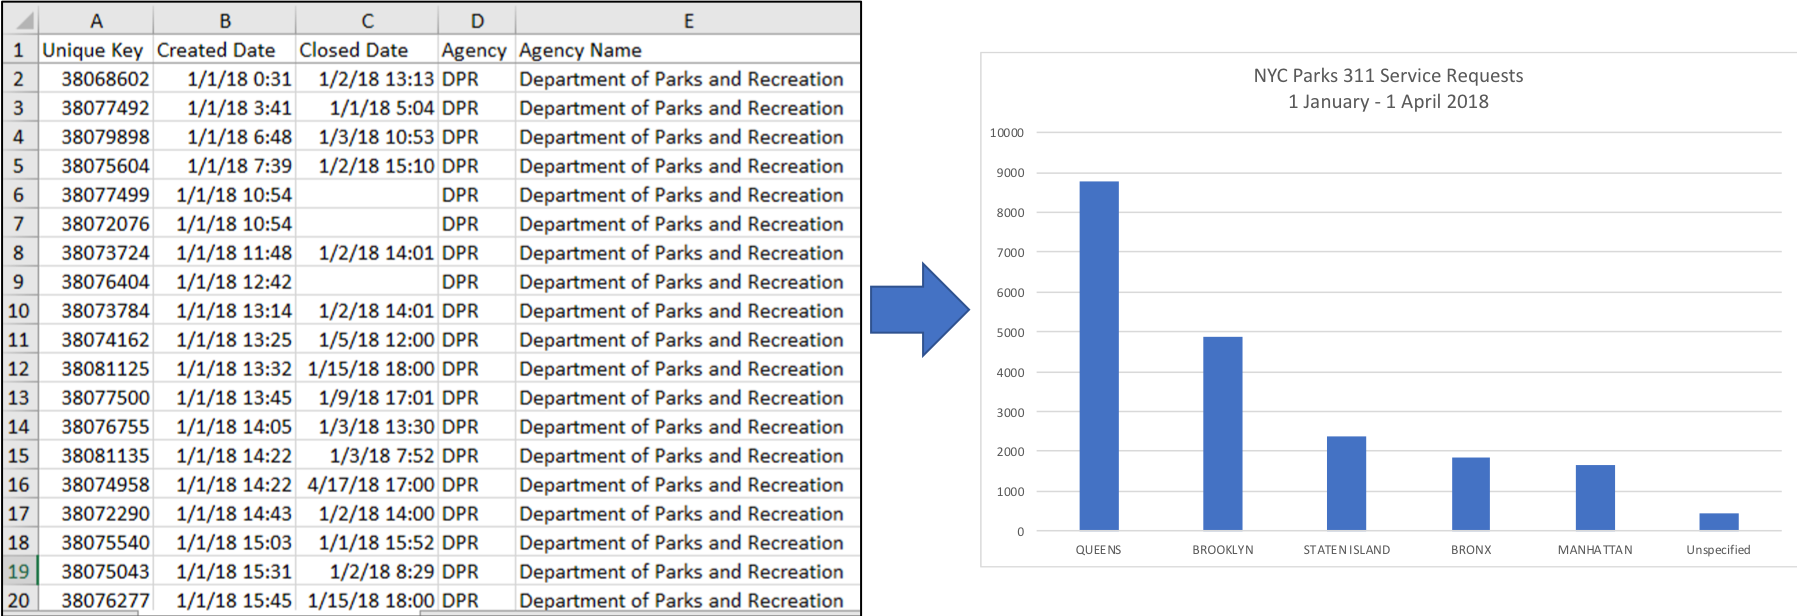 A B C D E
1 Unique Key Created Date Closed Date Agency Agency Name
2 38068602 1/1/18 0:31 1/2/18 13:13 DPR Department of Parks and Recreation
3 38077492 1/1/18 3:41 1/1/18 5:04 DPR Department of Parks and Recreation
4 38079898 1/1/18 6:48 1/3/18 10:53 DPR Department of Parks and Recreation
5 38075604 1/1/18 7:39 1/2/18 15:10 DPR Department of Parks and Recreation
6 38077499 1/1/18 10:54 DPR Department of Parks and Recreation
7 38072076 1/1/18 10:54 DPR Department of Parks and Recreation
8 38073724 1/1/18 11:48 1/2/18 14:01 DPR Department of Parks and Recreation
9 38076404 1/1/18 12:42 DPR Department of Parks and Recreation
10 38073784 1/1/18 13:14 1/2/18 14:01 DPR Department of Parks and Recreation
11 38074162 1/1/18 13:25 1/5/18 12:00 DPR Department of Parks and Recreation
12 38081125 1/1/18 13:32 1/15/18 18:00 DPR Department of Parks and Recreation
13 38077500 1/1/18 13:45 1/9/18 17:01 DPR Department of Parks and Recreation
14 38076755 1/1/18 14:05 1/3/18 13:30 DPR Department of Parks and Recreation
15 38081135 1/1/18 14:22 1/3/18 7:52 DPR Department of Parks and Recreation
16 38074958 1/1/18 14:22 4/17/18 17:00 DPR Department of Parks and Recreation
17 38072290 1/1/18 14:43 1/2/18 14:00 DPR Department of Parks and Recreation
18 38075540 1/1/18 15:03 1/1/18 15:52 DPR Department of Parks and Recreation
19 38075043 1/1/18 15:31 1/2/18 8:29 DPR Department of Parks and Recreation
20 38076277 1/1/18 15:45 1/15/18 18:00 DPR Department of Parks and Recreation
NYC Parks 311 Service Requests
1 January - 1 April 2018
10000
9000
8000
7000
6000
5000
4000
3000
2000
1000
0
QUEENS BROOKLYN STATEN ISLAND BRONX MANHATTAN Unspecified